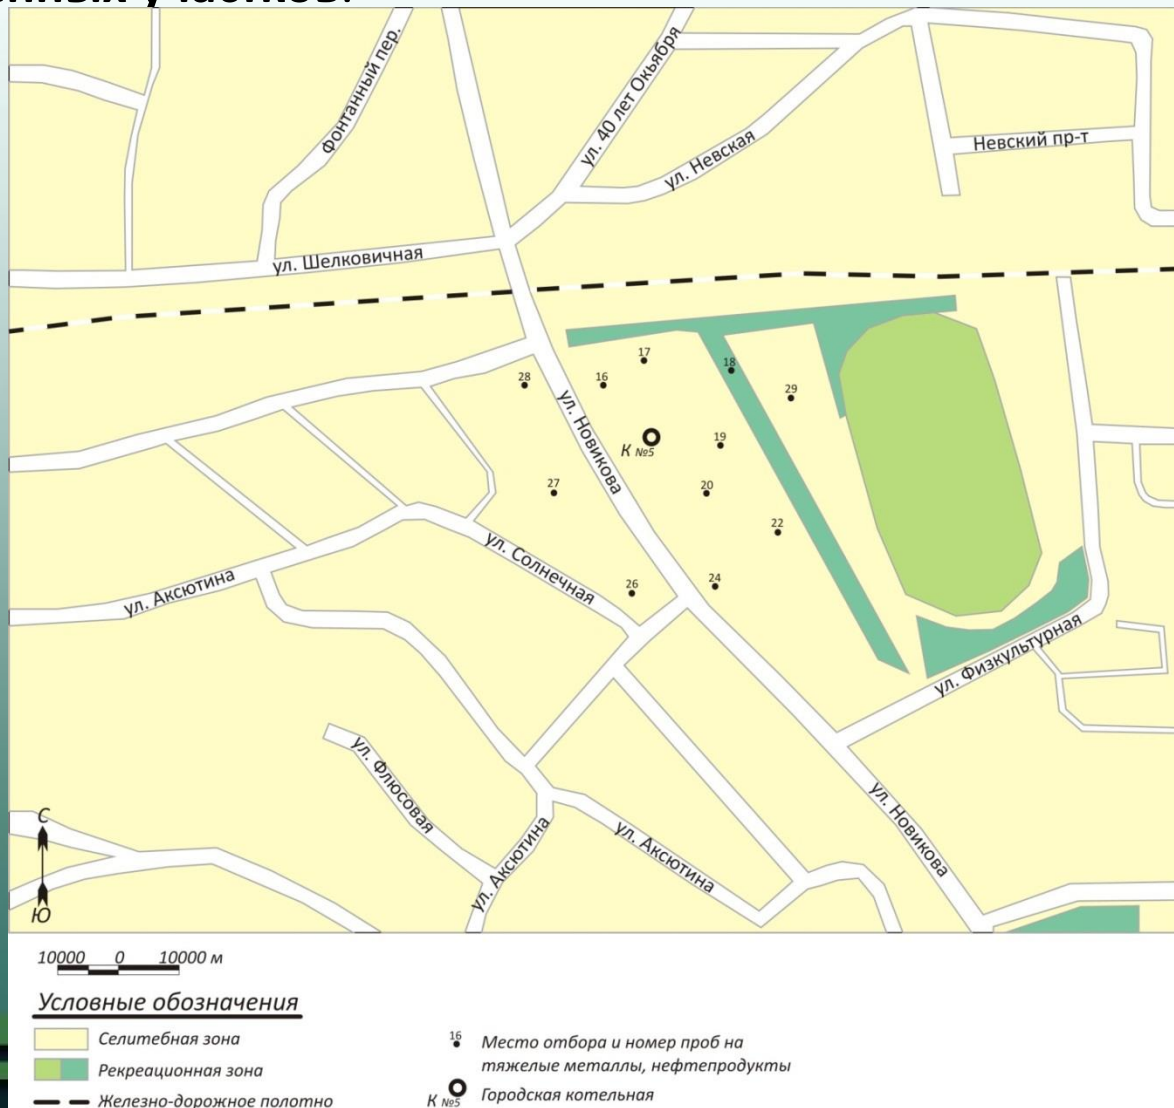 фонтанный пер.
ул. 40 лет Окьября
ул. Невская
Невский пр-т
ул. Шелковичная
17
18
28
16
29
ул. Новикова
К №5
19
27
20
22
ул. Солнечная
26
24
ул. Аксютина
ул. Физкультурная
ул. Флюсовая
ул. Аксютина
ул. Аксютина
ул. Новикова
С
Ю
10000 0 10000 м
Условные обозначения
Селитебная зона
Рекреационная зона
Железно-дорожное полотно
16
Место отбора и номер проб на
тяжелые металлы, нефтепродукты
К №5
Городская котельная